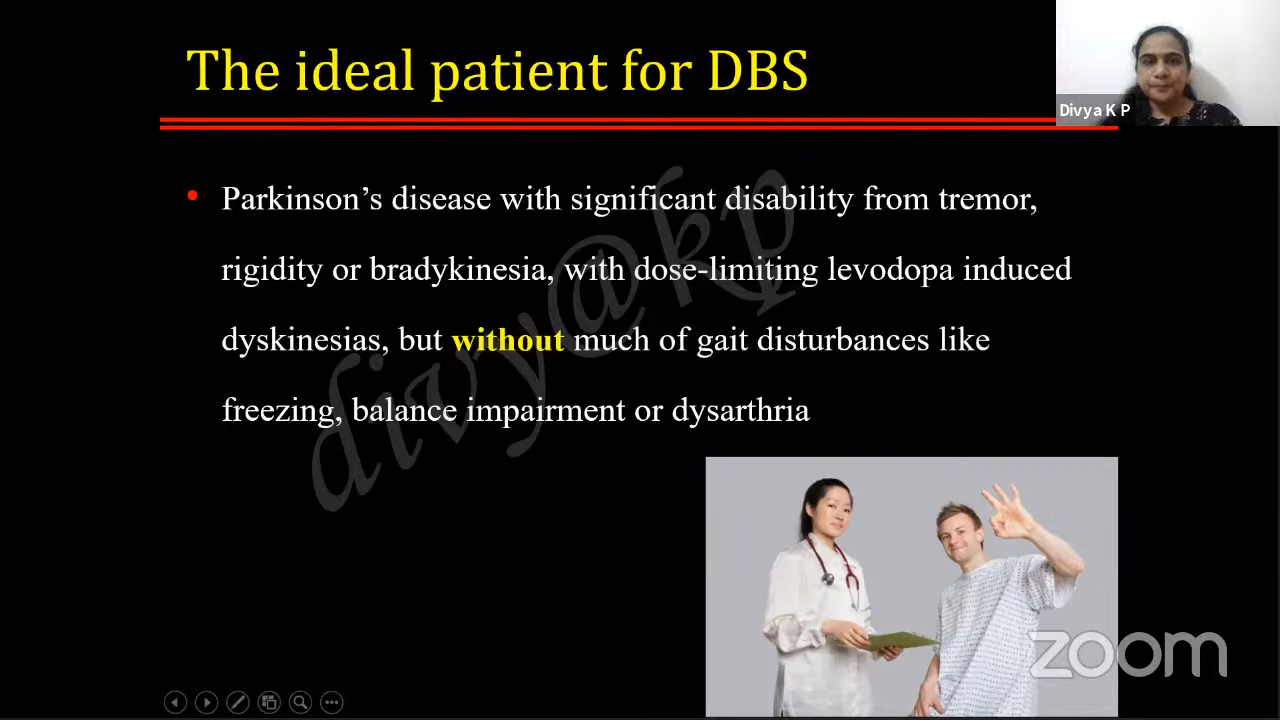 The ideal patient for DBS
Divya K P
• Parkinson’s disease with significant disability from tremor,
rigidity or bradykinesia, with dose-limiting levodopa induced
dyskinesias, but without much of gait disturbances like
freezing, balance impairment or dysarthria
divy@kp
zoom